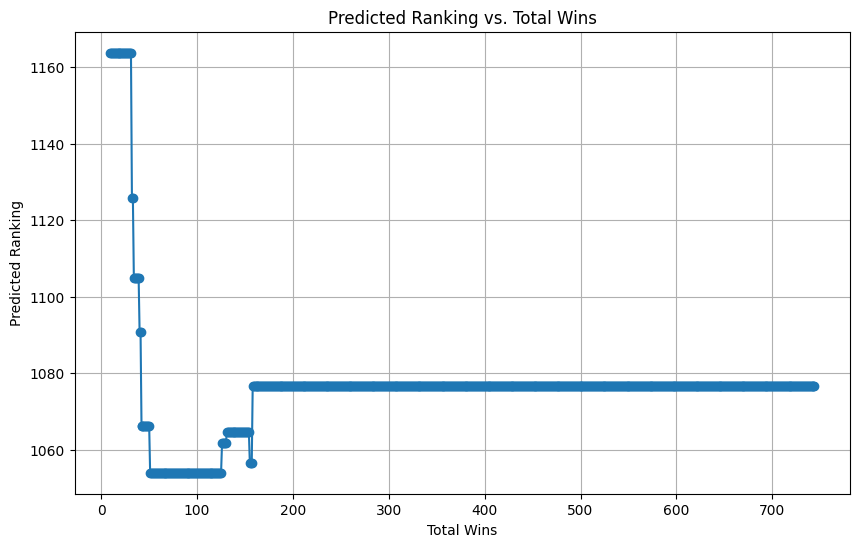 Predicted Ranking vs. Total Wins
Predicted Ranking
1160
1140
1120
1100
1080
1060
0 100 200 300 400 500 600 700
Total Wins